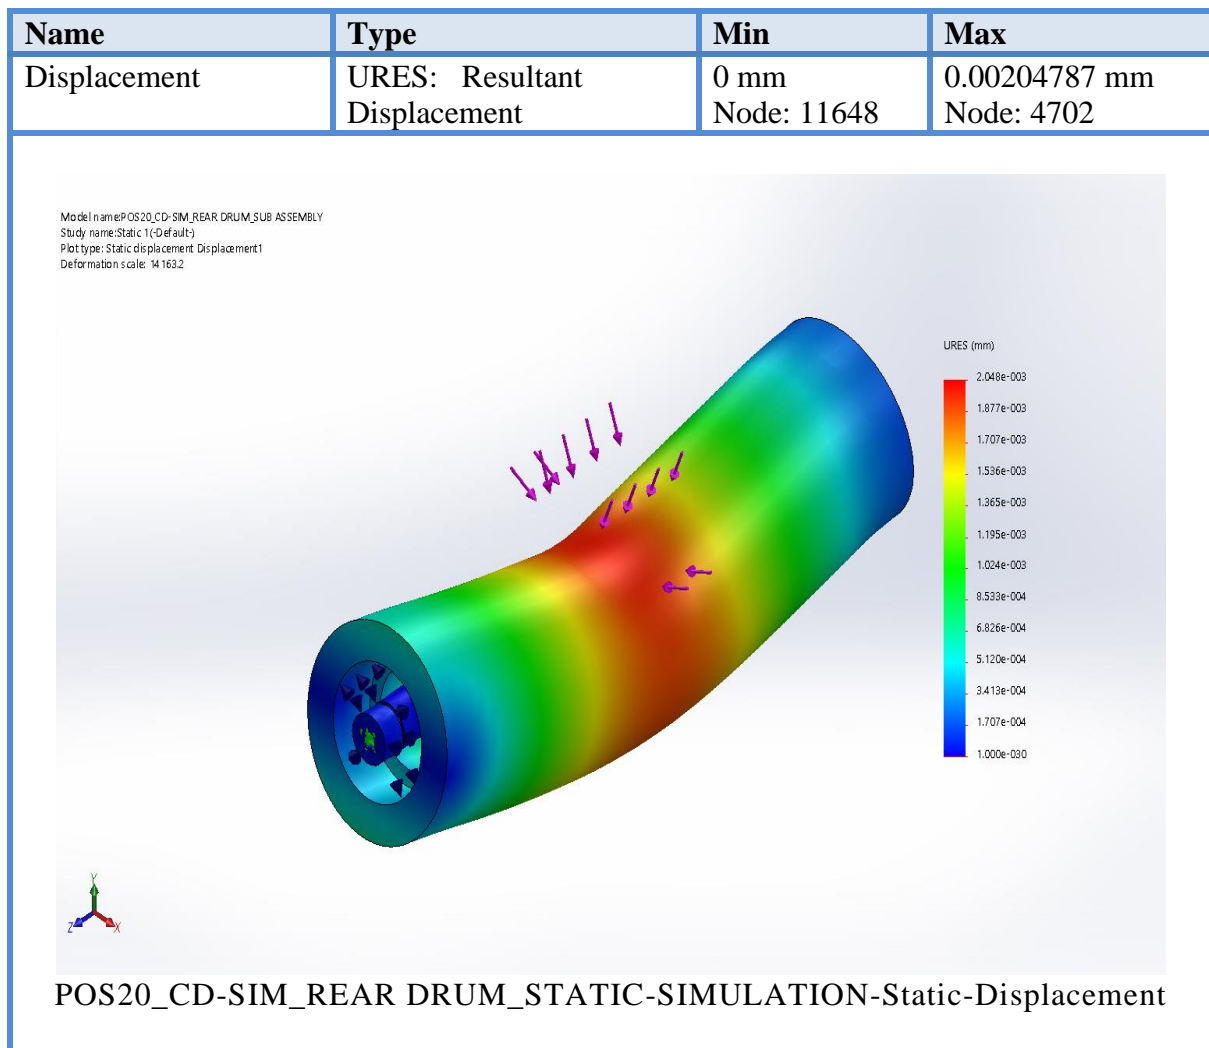 Name Type Min Max
Displacement URES: Resultant Displacement 0 mm Node: 11648 0.00204787 mm Node: 4702
Model name:POS20_CD-SIM_REAR DRUM_SUB ASSEMBLY
Study name:Static 1(-Default-)
Plot type: Static displacement Displacement1
Deformation scale: 14163.2
URES (mm)
2.048e-003
1.877e-003
1.707e-003
1.536e-003
1.365e-003
1.195e-003
1.024e-003
8.533e-004
6.826e-004
5.120e-004
3.413e-004
1.707e-004
1.000e-030
Y
Z
X
POS20_CD-SIM_REAR DRUM_STATIC-SIMULATION-Static-Displacement